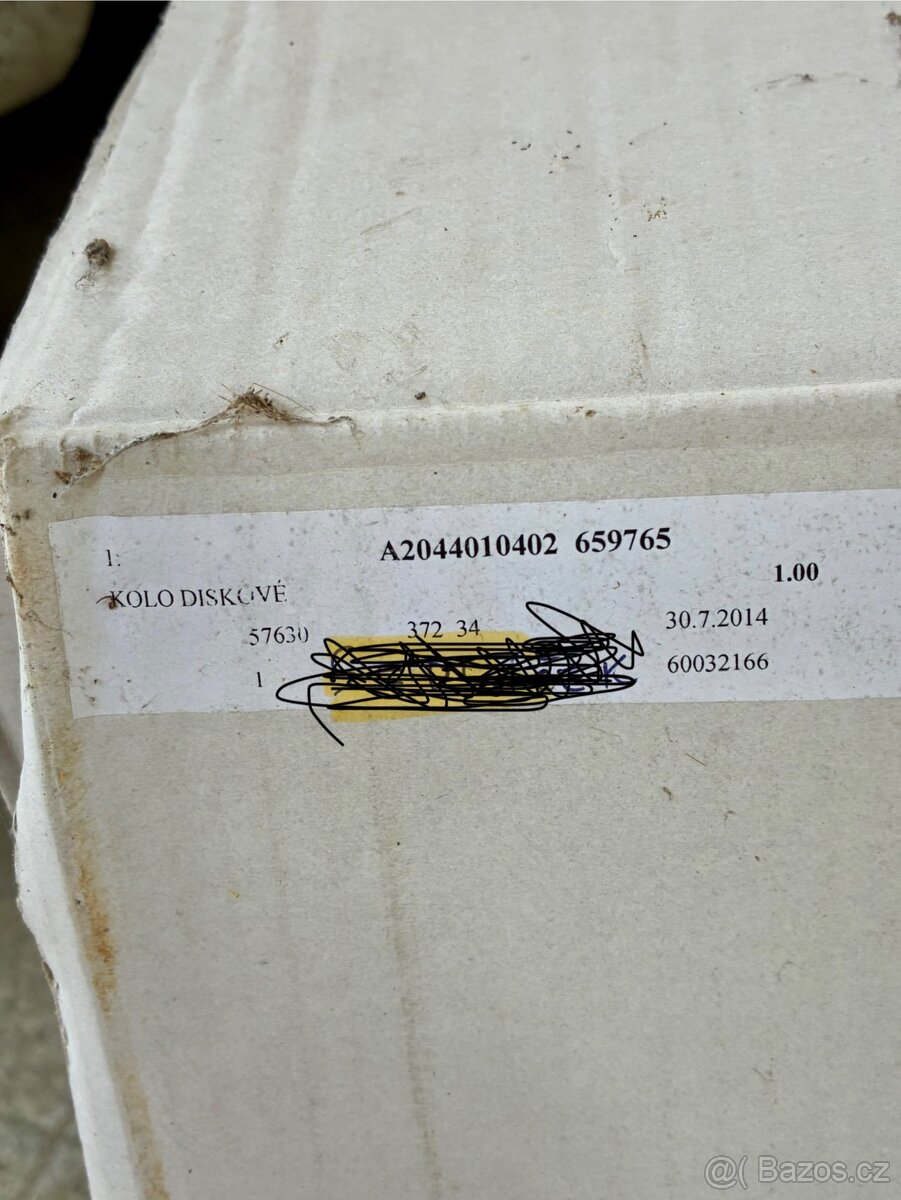 1: A2044010402 659765
1.00
KOLO DISKOVÉ
57630 372 34 30.7.2014
1 60032166
@( Bazos.cz